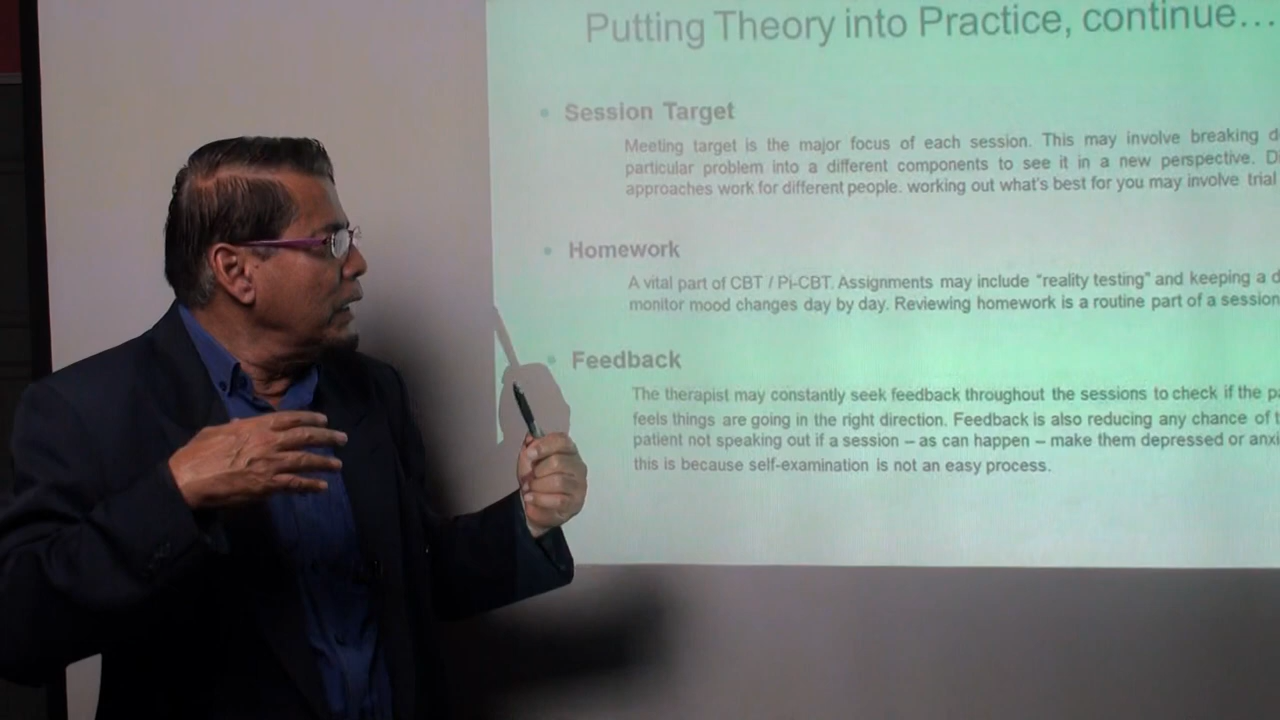 Putting Theory into Practice, continue...
• Session Target
Meeting target is the major focus of each session. This may involve breaking
particular problem into a different components to see it in a new perspective.
approaches work for different people. working out what's best for you may involve trial
• Homework
A vital part of CBT / Pi-CBT. Assignments may include "reality testing" and keeping a
monitor mood changes day by day. Reviewing homework is a routine part of a session
• Feedback
The therapist may constantly seek feedback throughout the sessions to check if the
feels things are going in the right direction. Feedback is also reducing any chance of
patient not speaking out if a session – as can happen – make them depressed or
this is because self-examination is not an easy process.